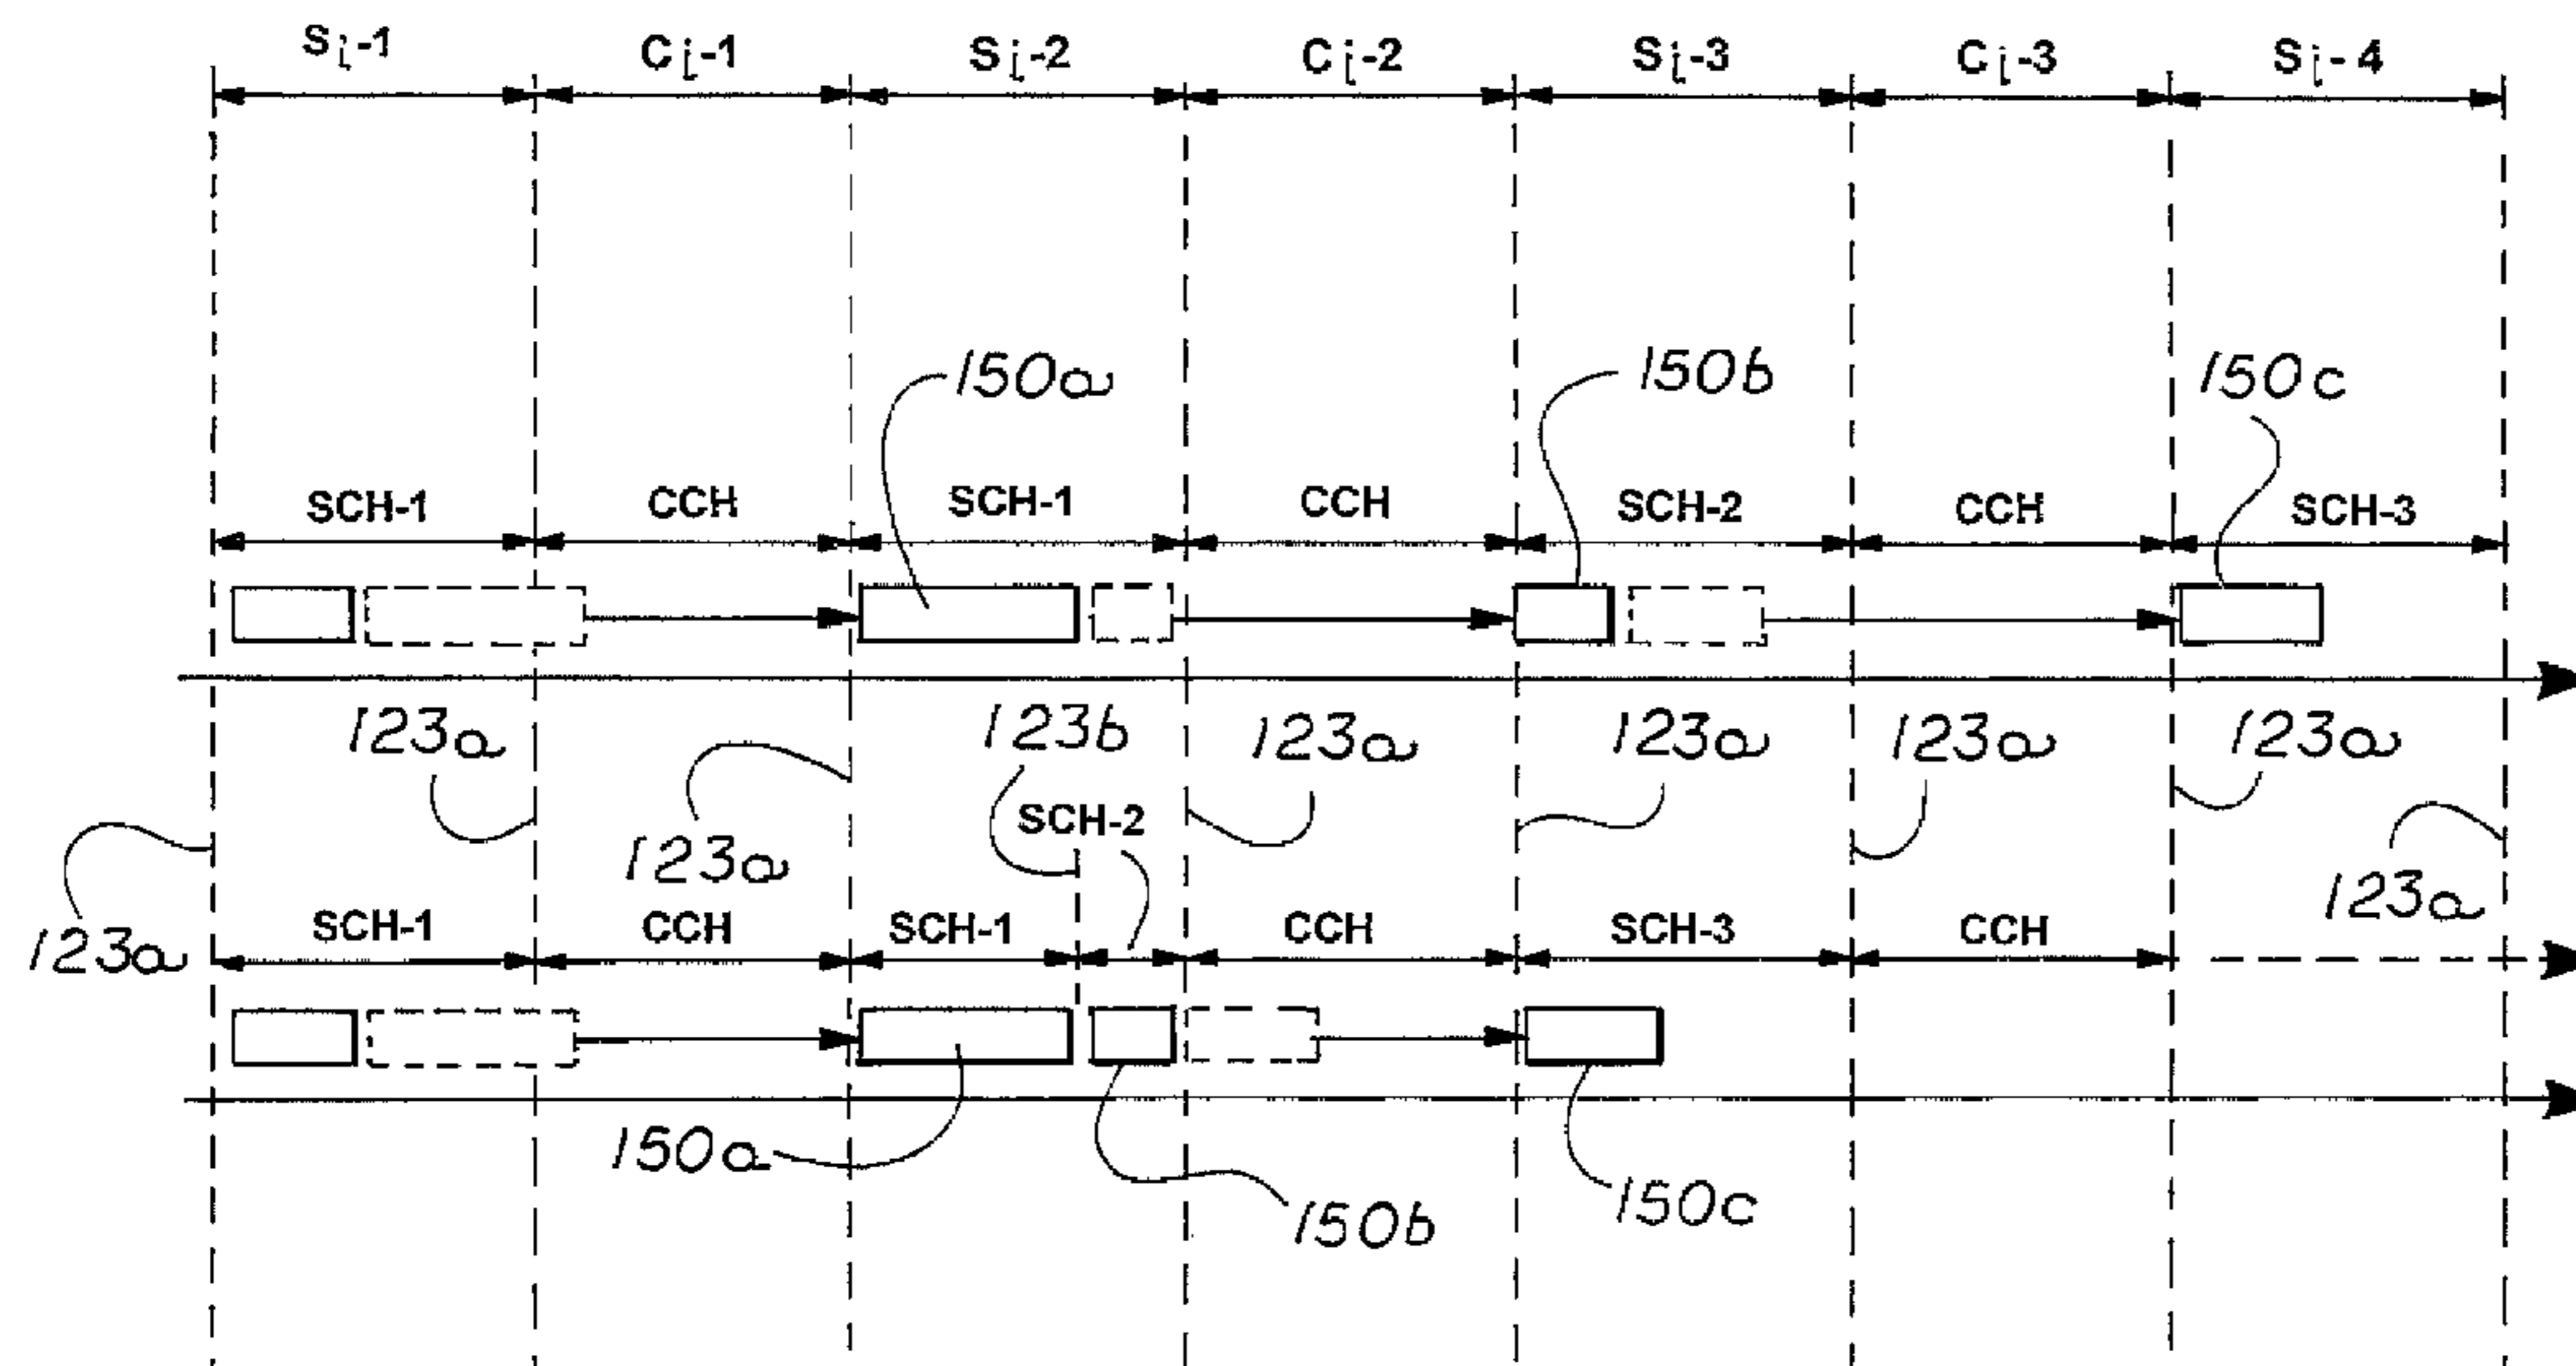 Si-1 Ci-1 Si-2 Ci-2 Si-3 Ci-3 Si-4
150a 150b 150c
SCH-1 CCH SCH-1 CCH SCH-2 CCH SCH-3
123a 123a 123b 123a 123a 123a 123a
SCH-2
123a 123a
SCH-1 CCH SCH-1 CCH SCH-3 CCH
150a 150b 150c